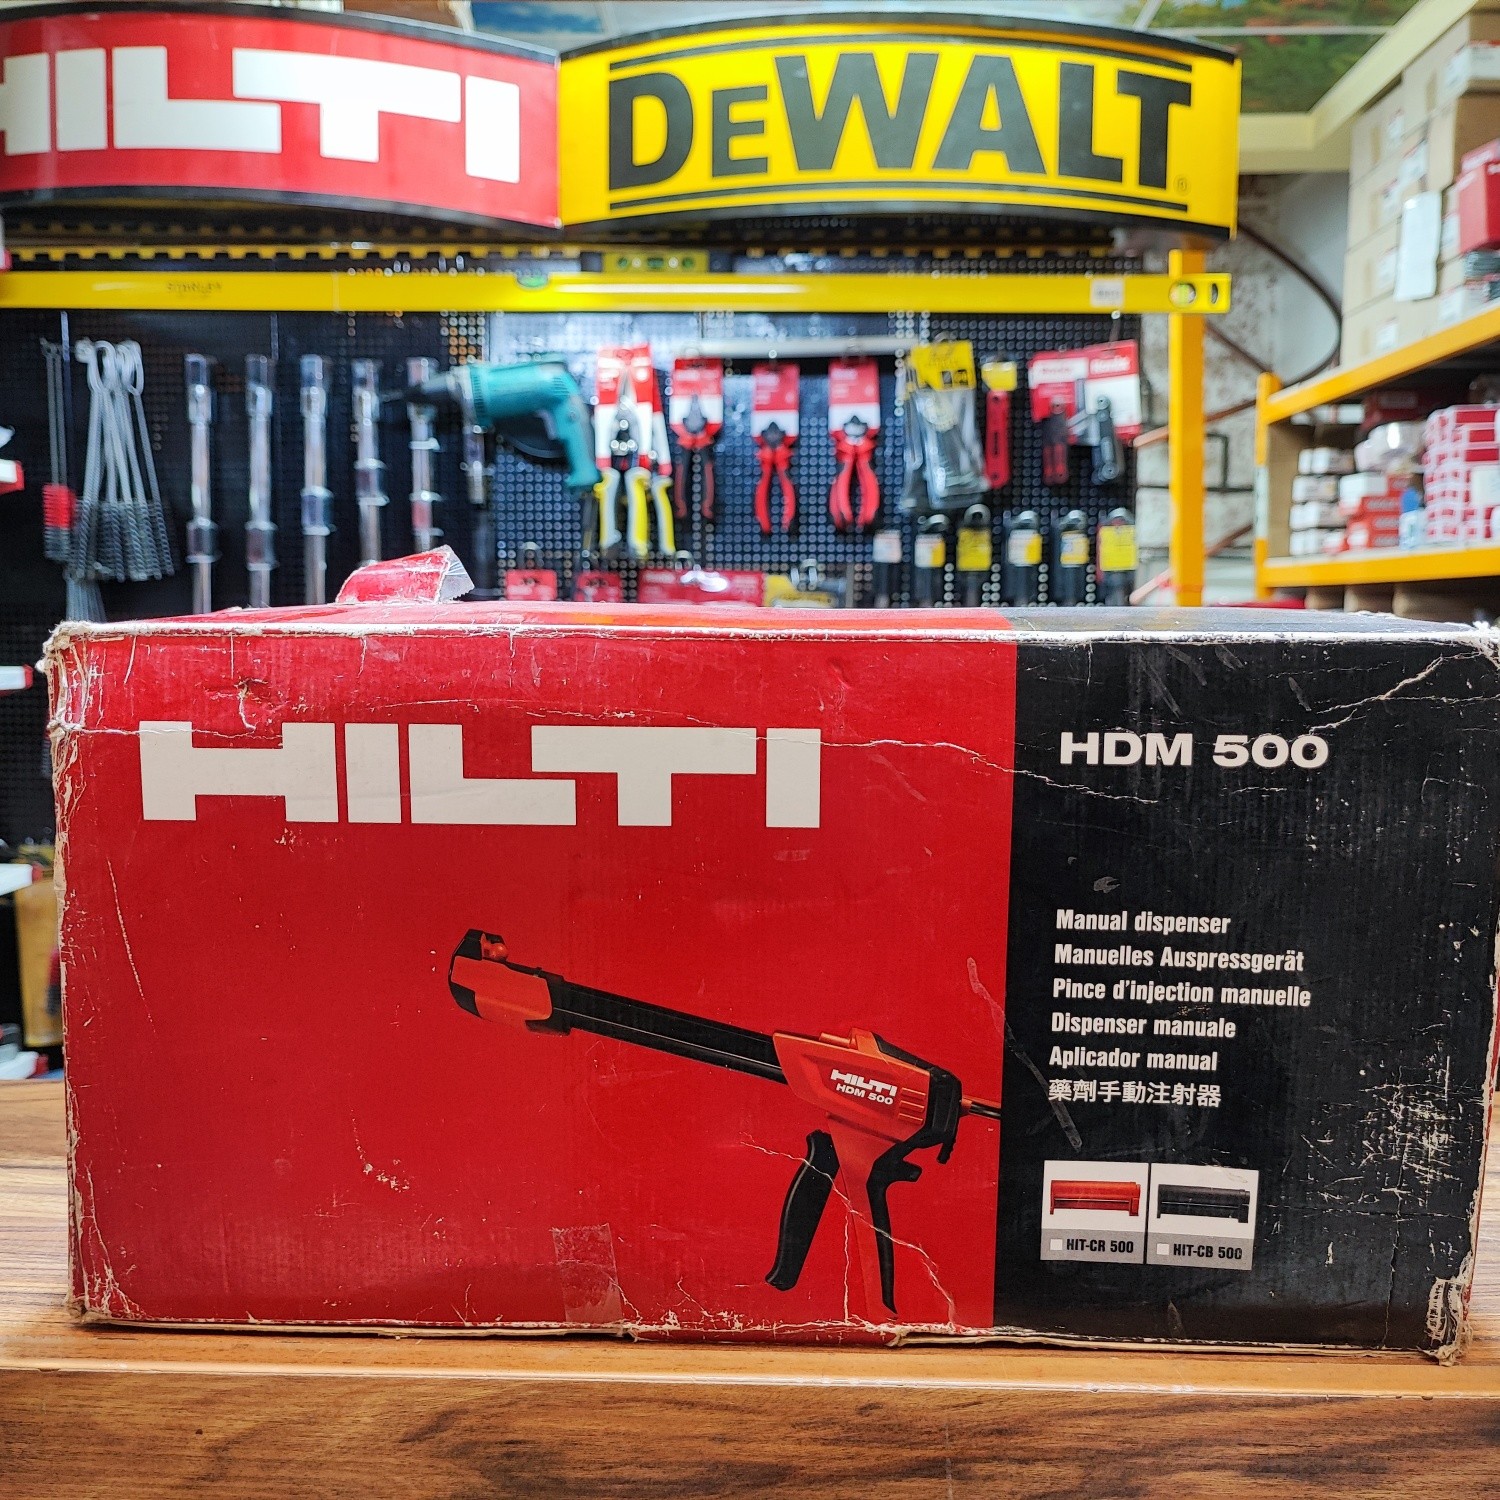 HILTI
DEWALT
STANLEY
HILTI
HDM 500
Manual dispenser
Manuelles Auspressgerät
Pince d'injection manuelle
Dispenser manuale
Aplicador manual
藥劑手動注射器
HILTI
HDM 500
HIT-CR 500
HIT-CB 500